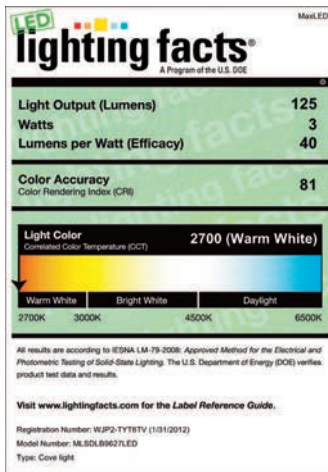 MaxLED
LED
lighting facts®
A Program of the U.S. DOE
Light Output (Lumens) 125
Watts 3
Lumens per Watt (Efficacy) 40
Color Accuracy
Color Rendering Index (CRI) 81
Light Color
Correlated Color Temperature (CCT) 2700 (Warm White)
Warm White Bright White Daylight
2700K 3000K 4500K 6500K
All results are according to IESNA LM-79-2008: Approved Method for the Electrical and
Photometric Testing of Solid-State Lighting. The U.S. Department of Energy (DOE) verifies
product test data and results.
Visit www.lightingfacts.com for the Label Reference Guide.
Registration Number: WJP2-TYT6TV (1/31/2012)
Model Number: MLSDLB9627LED
Type: Cove light